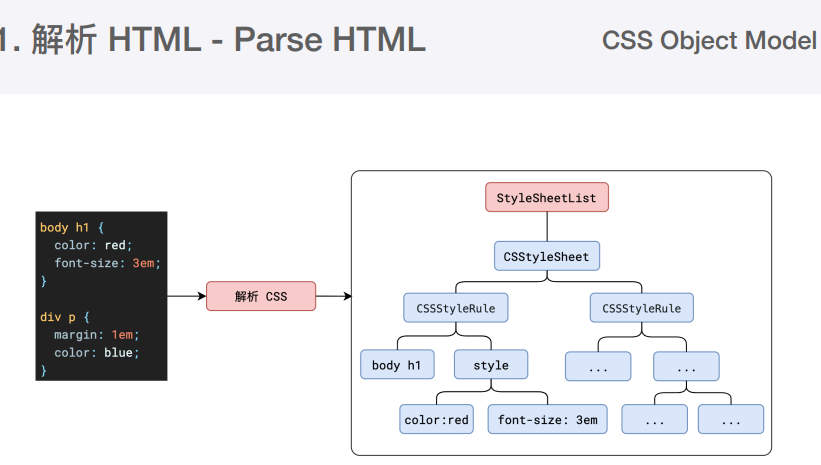 1. 解析 HTML - Parse HTML
CSS Object Model
body h1 {
color: red;
font-size: 3em;
}
div p {
margin: 1em;
color: blue;
}
解析 CSS
StyleSheetList
CSStyleSheet
CSSStyleRule
CSSStyleRule
body h1
style
...
...
color:red
font-size: 3em
...
...